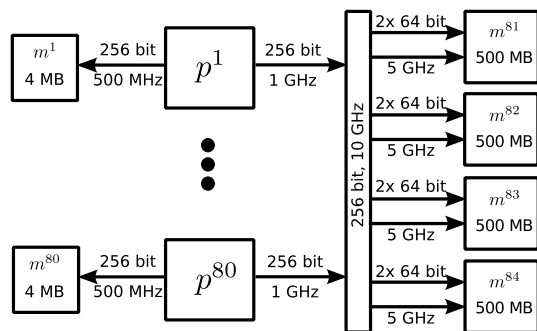 m^1
4 MB
256 bit
500 MHz
p^1
256 bit
1 GHz
m^80
4 MB
256 bit
500 MHz
p^80
256 bit
1 GHz
256 bit, 10 GHz
2x 64 bit
5 GHz
m^81
500 MB
2x 64 bit
5 GHz
m^82
500 MB
2x 64 bit
5 GHz
m^83
500 MB
2x 64 bit
5 GHz
m^84
500 MB